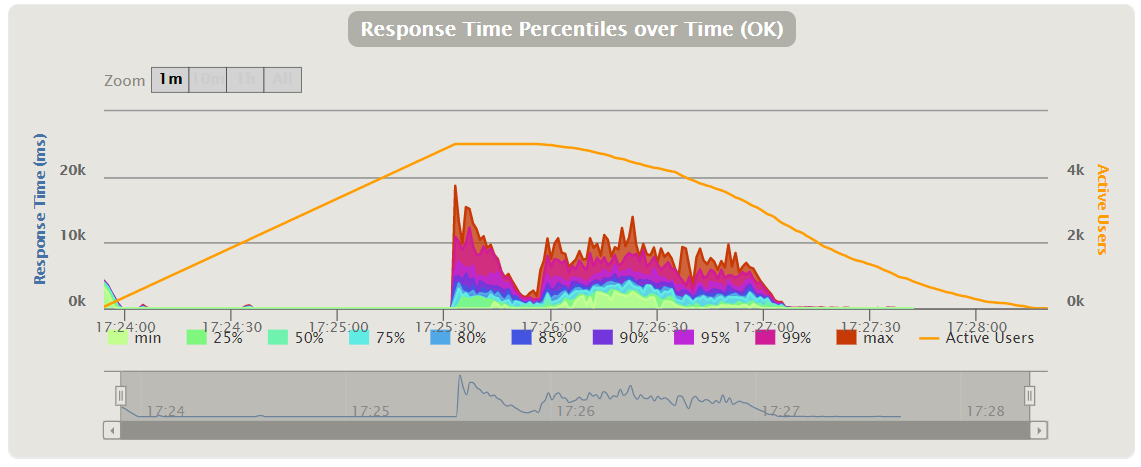 Response Time Percentiles over Time (OK)
Zoom 1m 10m 1h All
Response Time (ms)
20k
10k
0k
4k
2k
0k
Active Users
17:24:00 17:24:30 17:25:00 17:25:30 17:26:00 17:26:30 17:27:00 17:27:30 17:28:00
min 25% 50% 75% 80% 85% 90% 95% 99% max Active Users
17:24 17:25 17:26 17:27 17:28